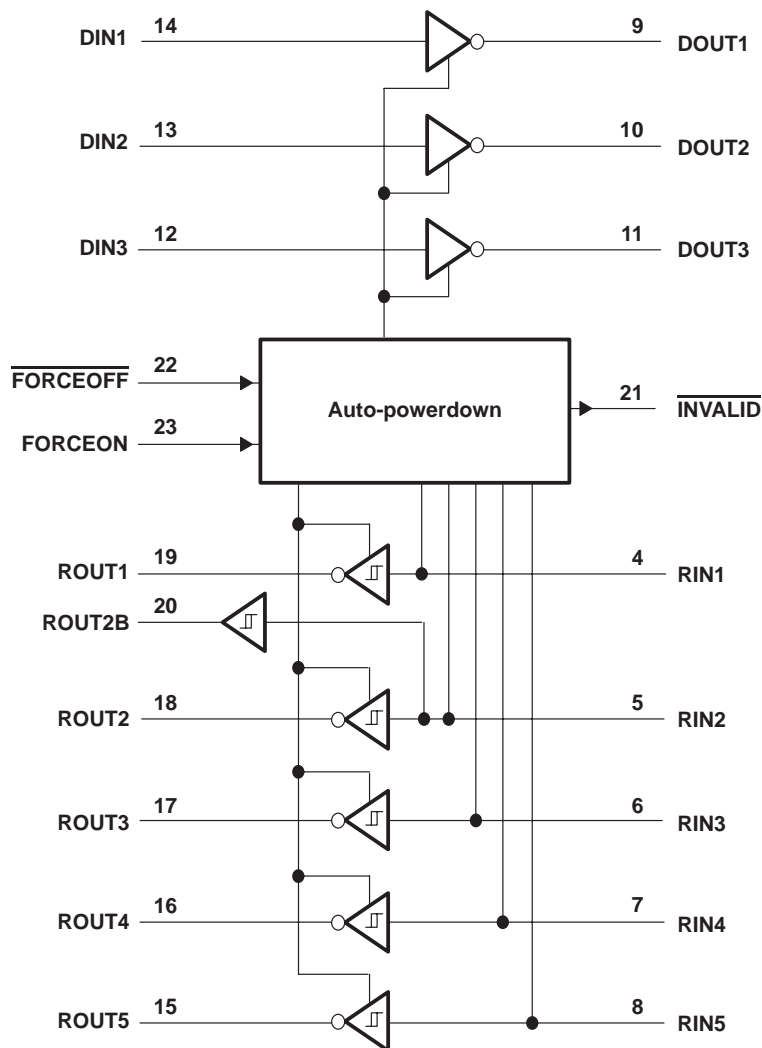 DIN1 14 9 DOUT1
DIN2 13 10 DOUT2
DIN3 12 11 DOUT3
FORCEOFF 22
Auto-powerdown
21 INVALID
FORCEON 23
ROUT1 19 4 RIN1
ROUT2B 20
ROUT2 18 5 RIN2
ROUT3 17 6 RIN3
ROUT4 16 7 RIN4
ROUT5 15 8 RIN5